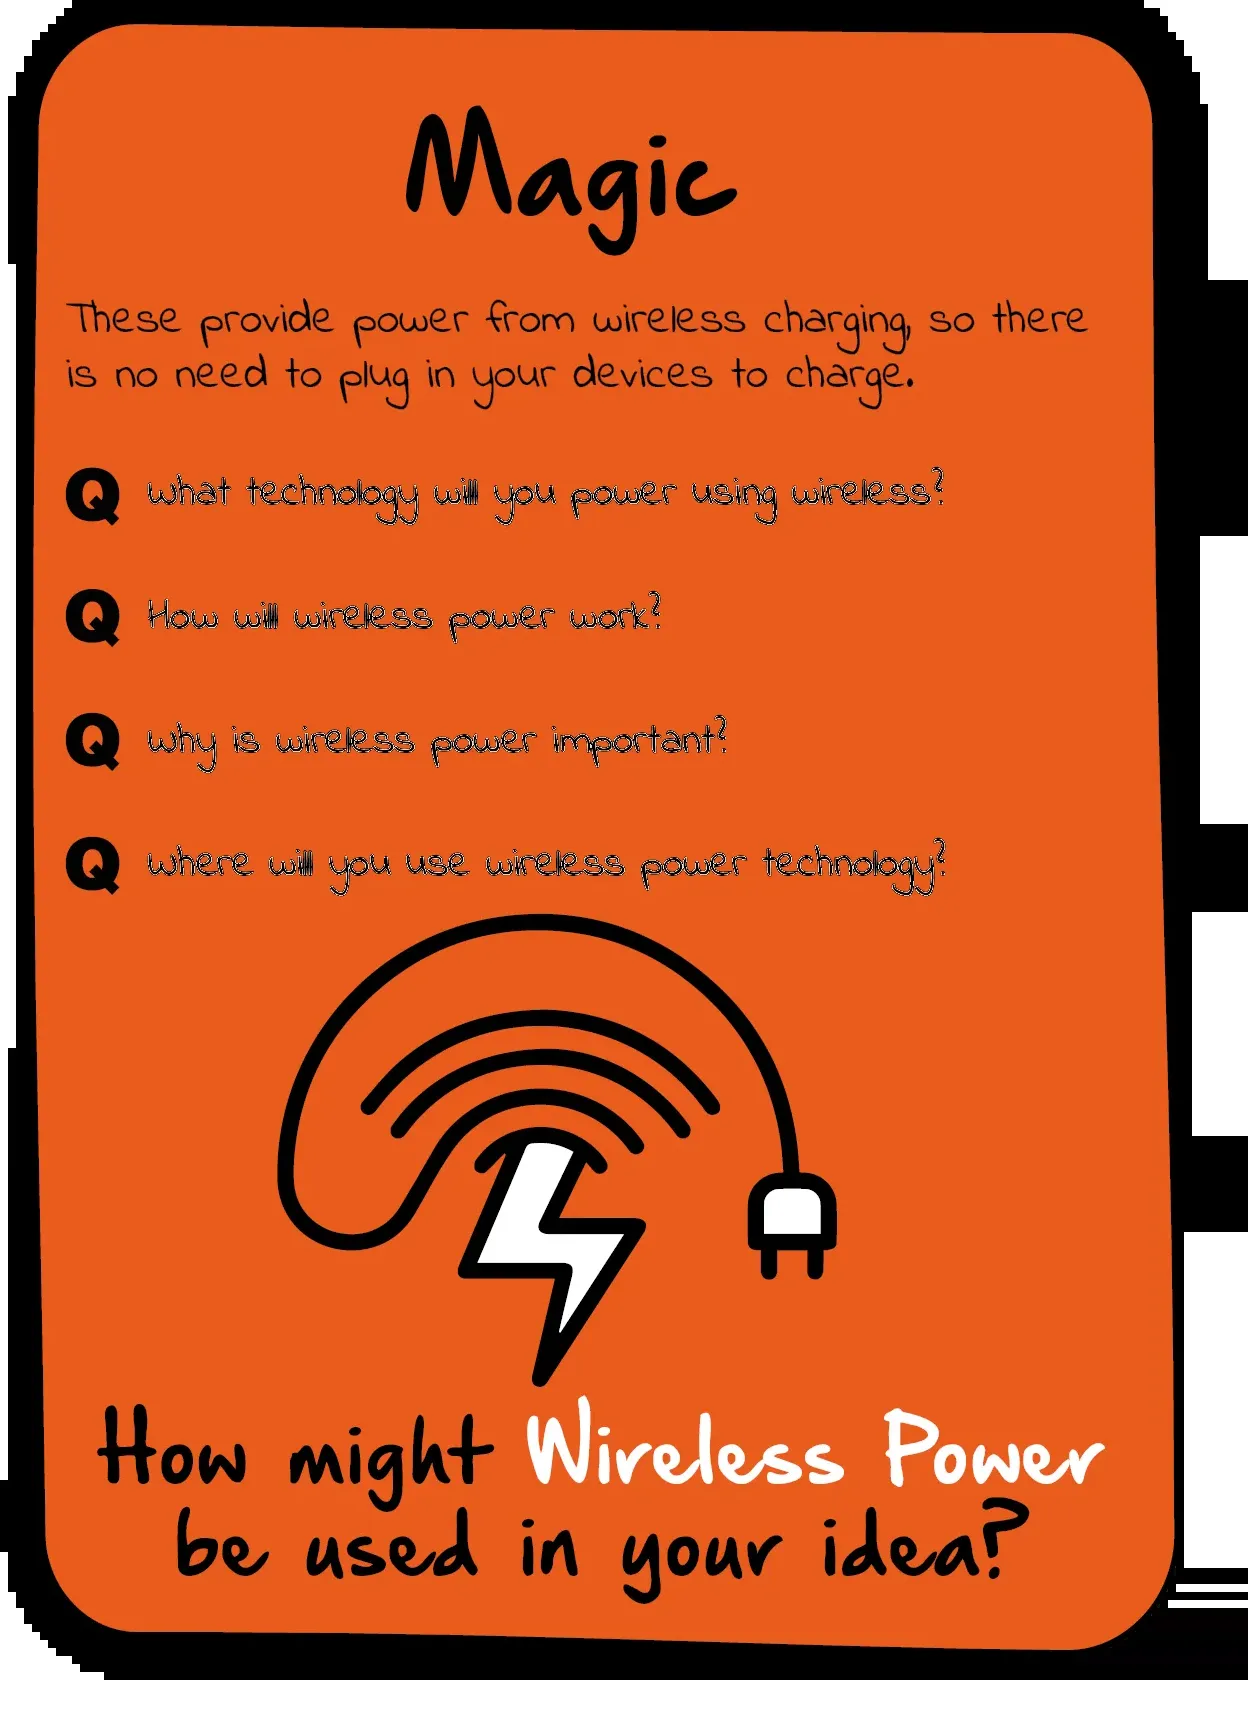 Magic
These provide power from wireless charging, so there
is no need to plug in your devices to charge.
Q What technology will you power using wireless?
Q How will wireless power work?
Q Why is wireless power important?
Q Where will you use wireless power technology?
How might Wireless Power
be used in your idea?